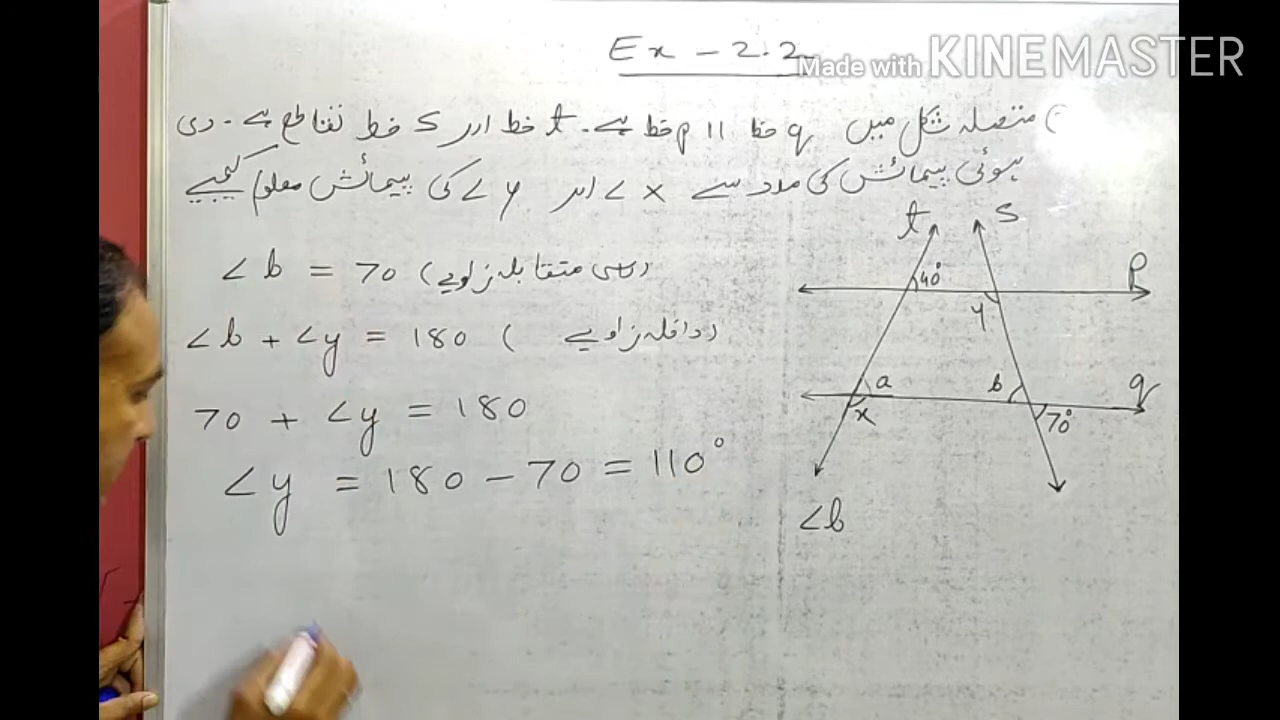 Ex - 2.2
Made with KINEMASTER
متصلہ شکل میں q خط || p خط ہے۔ t خط اور s خط تقاطع ہے۔ دی
ہوئی پیمائش کی مدد سے x ∠ اور y ∠ کی پیمائش معلوم کیجیے
t
s
40°
p
y
a
b
q
x
70°
∠b = 70 (متقابلہ زاویے)
∠b + ∠y = 180 (داخلہ زاویے)
70 + ∠y = 180
∠y = 180 - 70 = 110°
∠b